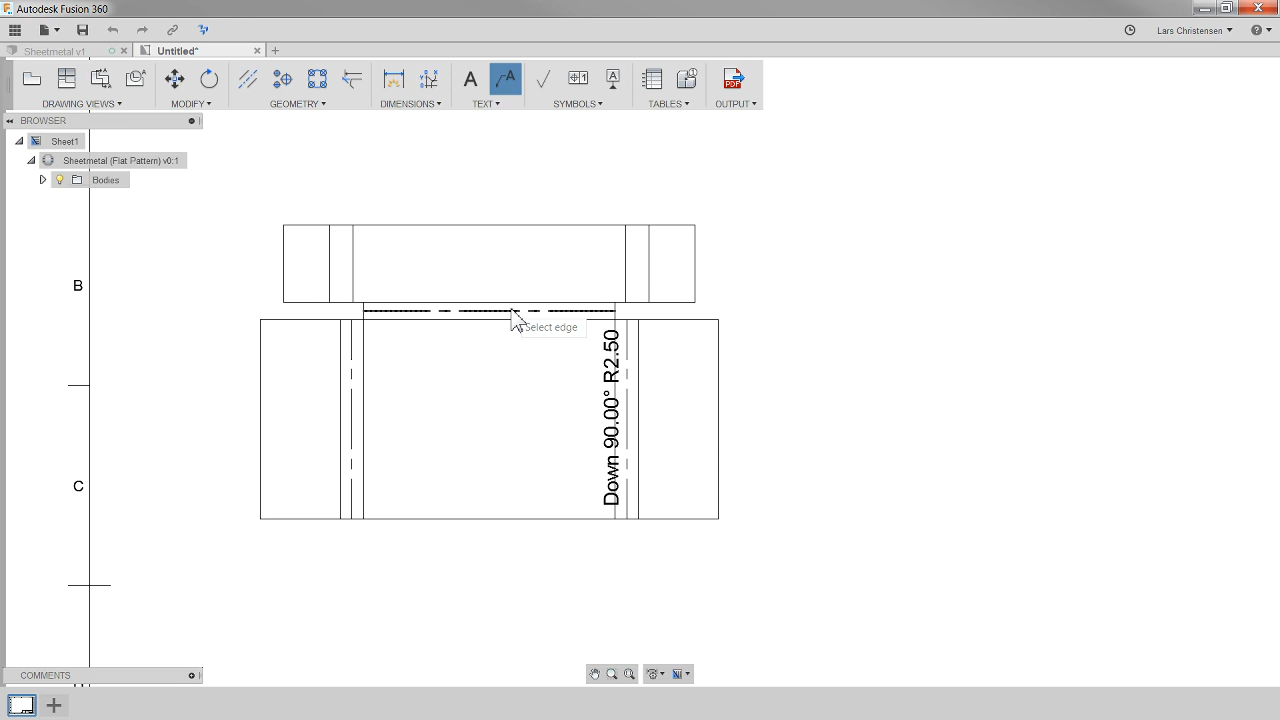 Autodesk Fusion 360
Lars Christensen
Sheetmetal v1
Untitled*
DRAWING VIEWS
MODIFY
GEOMETRY
DIMENSIONS
TEXT
SYMBOLS
TABLES
OUTPUT
BROWSER
Sheet1
Sheetmetal (Flat Pattern) v0:1
Bodies
B
Select edge
Down 90.00° R2.50
C
COMMENTS